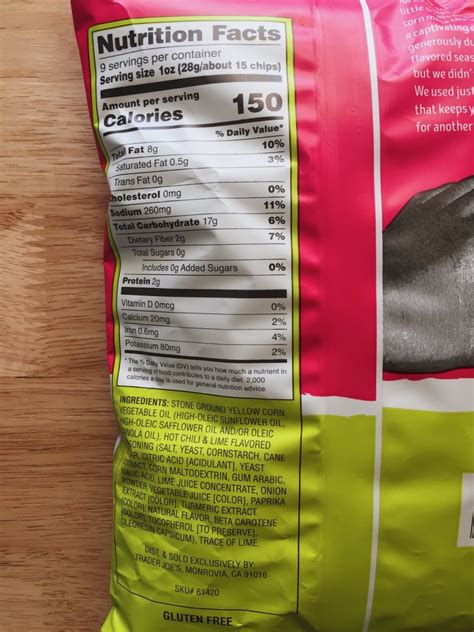 Nutrition Facts
9 servings per container
Serving size 1oz (28g/about 15 chips)
Amount per serving
Calories 150
% Daily Value*
Total Fat 8g 10%
Saturated Fat 0.5g 3%
Trans Fat 0g
Cholesterol 0mg 0%
Sodium 260mg 11%
Total Carbohydrate 17g 6%
Dietary Fiber 2g 7%
Total Sugars 0g
Includes 0g Added Sugars 0%
Protein 2g
Vitamin D 0mcg 0%
Calcium 20mg 2%
Iron 0.6mg 4%
Potassium 80mg 2%
* The % Daily Value (DV) tells you how much a nutrient in
a serving of food contributes to a daily diet. 2,000
calories a day is used for general nutrition advice.
INGREDIENTS: STONE GROUND YELLOW CORN,
VEGETABLE OIL (HIGH-OLEIC SUNFLOWER OIL,
HIGH-OLEIC SAFFLOWER OIL AND/OR OLEIC
CANOLA OIL), HOT CHILI & LIME FLAVORED
(SALT, YEAST, CORNSTARCH, CANE
CITRIC ACID [ACIDULANT], YEAST
CORN MALTODEXTRIN, GUM ARABIC,
ACID, LIME JUICE CONCENTRATE, ONION
POWDER, VEGETABLE JUICE [COLOR], PAPRIKA
EXTRACT [COLOR], TURMERIC EXTRACT
[COLOR], NATURAL FLAVOR, BETA CAROTENE
[COLOR], TOCOPHEROL [TO PRESERVE],
OLEORESIN CAPSICUM), TRACE OF LIME.
DIST. & SOLD EXCLUSIVELY BY:
TRADER JOE'S, MONROVIA, CA 91016
SKU# 61420
GLUTEN FREE
little
corn
a captivating
generously du
flavored seas
but we didn
We used just
that keeps y
for another